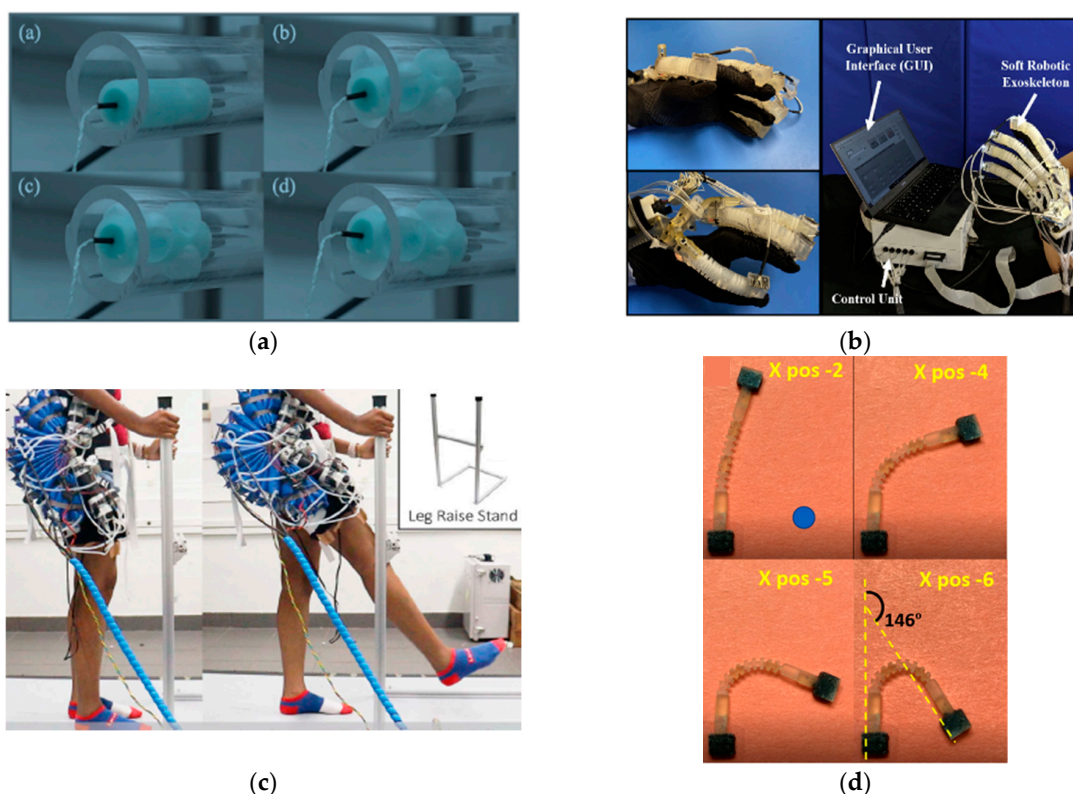 (a)
(b)
(c)
(d)
(a)
Graphical User
Interface (GUI)
Soft Robotic
Exoskeleton
Control Unit
(b)
Leg Raise Stand
(c)
X pos -2
X pos -4
X pos -5
X pos -6
146°
(d)